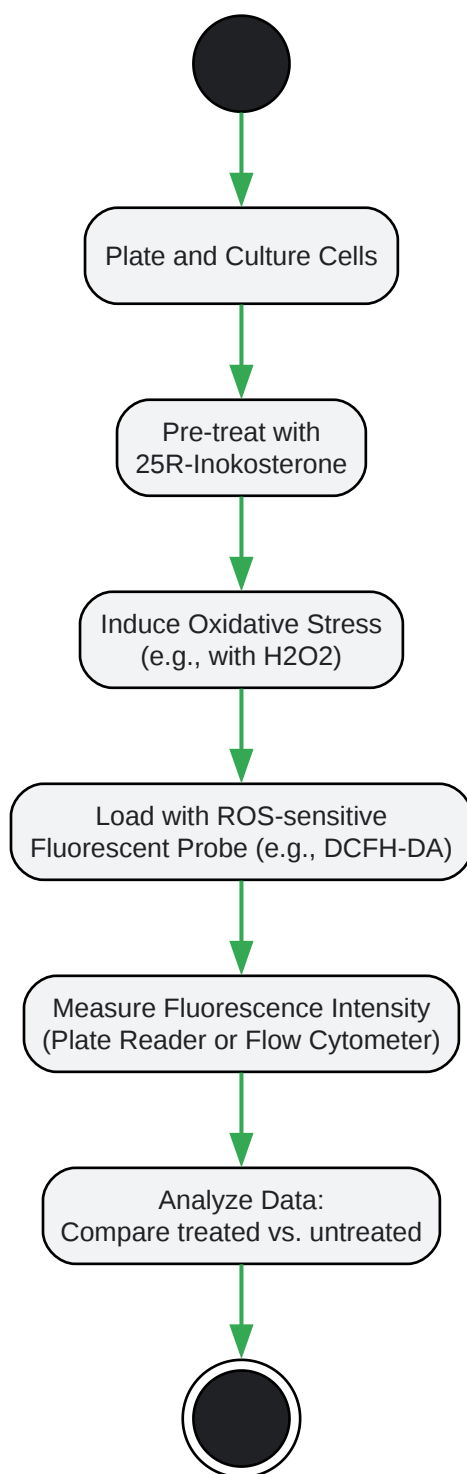 Plate and Culture Cells
Pre-treat with
25R-Inokosterone
Induce Oxidative Stress
(e.g., with H2O2)
Load with ROS-sensitive
Fluorescent Probe (e.g., DCFH-DA)
Measure Fluorescence Intensity
(Plate Reader or Flow Cytometer)
Analyze Data:
Compare treated vs. untreated